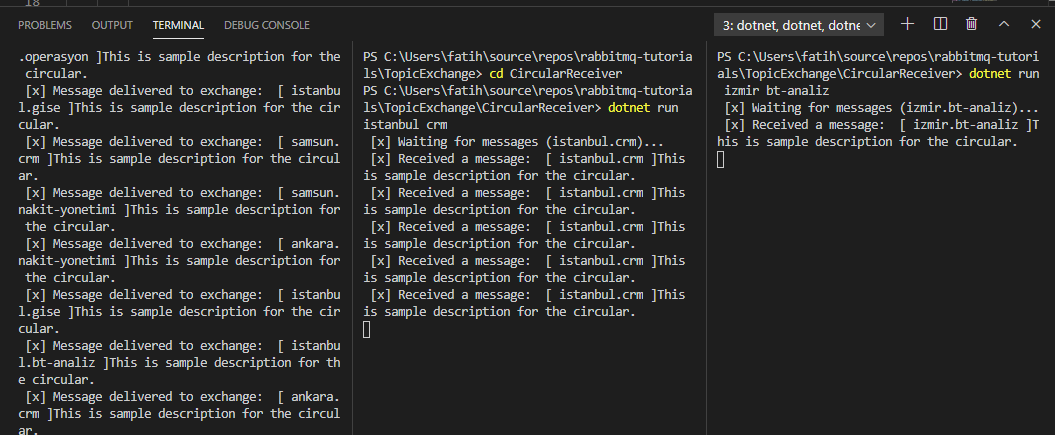 18
PROBLEMS OUTPUT TERMINAL DEBUG CONSOLE 3: dotnet, dotnet, dotne
.operasyon ]This is sample description for the
circular.
[x] Message delivered to exchange:  [ istanbu
l.gise ]This is sample description for the cir
cular.
[x] Message delivered to exchange:  [ samsun.
crm ]This is sample description for the circul
ar.
[x] Message delivered to exchange:  [ samsun.
nakit-yonetimi ]This is sample description for
the circular.
[x] Message delivered to exchange:  [ ankara.
nakit-yonetimi ]This is sample description for
the circular.
[x] Message delivered to exchange:  [ istanbu
l.gise ]This is sample description for the cir
cular.
[x] Message delivered to exchange:  [ istanbu
l.bt-analiz ]This is sample description for th
e circular.
[x] Message delivered to exchange:  [ ankara.
crm ]This is sample description for the circul
ar.
PS C:\Users\fatih\source\repos\rabbitmq-tutoria
ls\TopicExchange> cd CircularReceiver
PS C:\Users\fatih\source\repos\rabbitmq-tutoria
ls\TopicExchange\CircularReceiver> dotnet run
istanbul crm
[x] Waiting for messages (istanbul.crm)...
[x] Received a message:  [ istanbul.crm ]This
is sample description for the circular.
[x] Received a message:  [ istanbul.crm ]This
is sample description for the circular.
[x] Received a message:  [ istanbul.crm ]This
is sample description for the circular.
[x] Received a message:  [ istanbul.crm ]This
is sample description for the circular.
[x] Received a message:  [ istanbul.crm ]This
is sample description for the circular.
PS C:\Users\fatih\source\repos\rabbitmq-tutori
als\TopicExchange\CircularReceiver> dotnet run
izmir bt-analiz
[x] Waiting for messages (izmir.bt-analiz)...
[x] Received a message:  [ izmir.bt-analiz ]T
his is sample description for the circular.